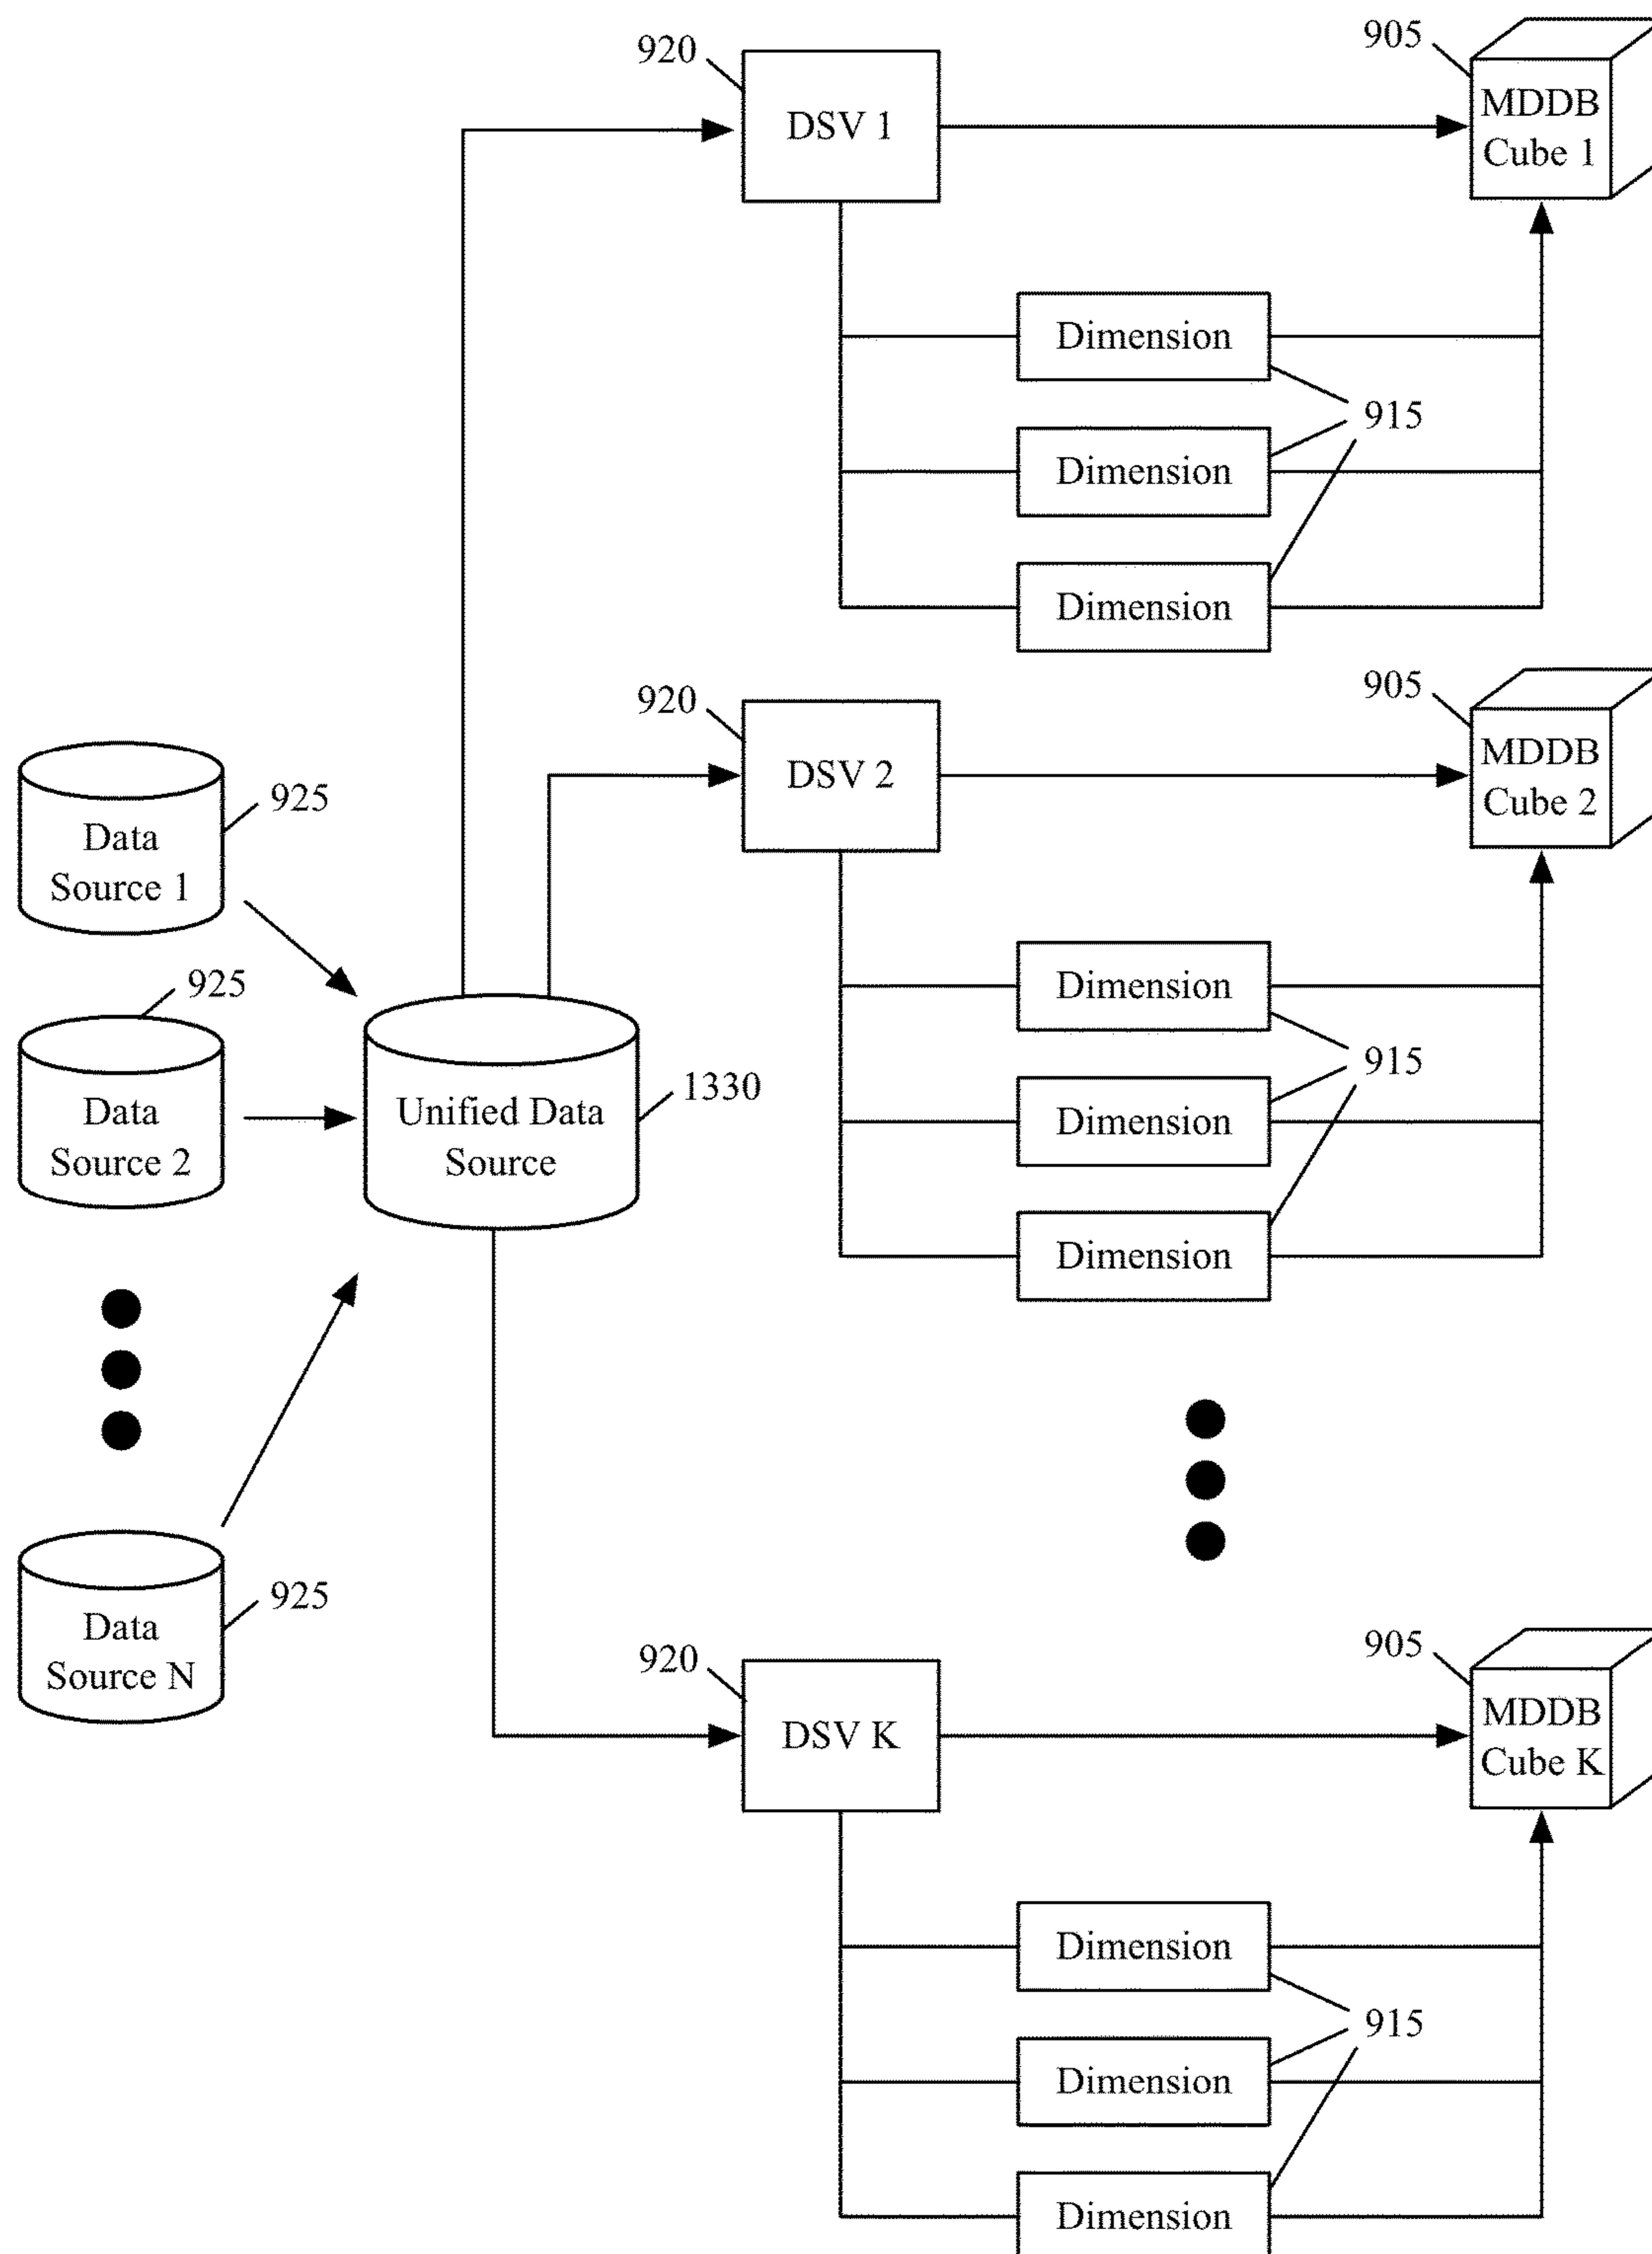 920
DSV 1
905
MDDB
Cube 1
Dimension
915
Dimension
Dimension
920
DSV 2
905
MDDB
Cube 2
925
Data
Source 1
925
Data
Source 2
Unified Data
Source
1330
Dimension
915
Dimension
Dimension
925
Data
Source N
920
DSV K
905
MDDB
Cube K
Dimension
915
Dimension
Dimension